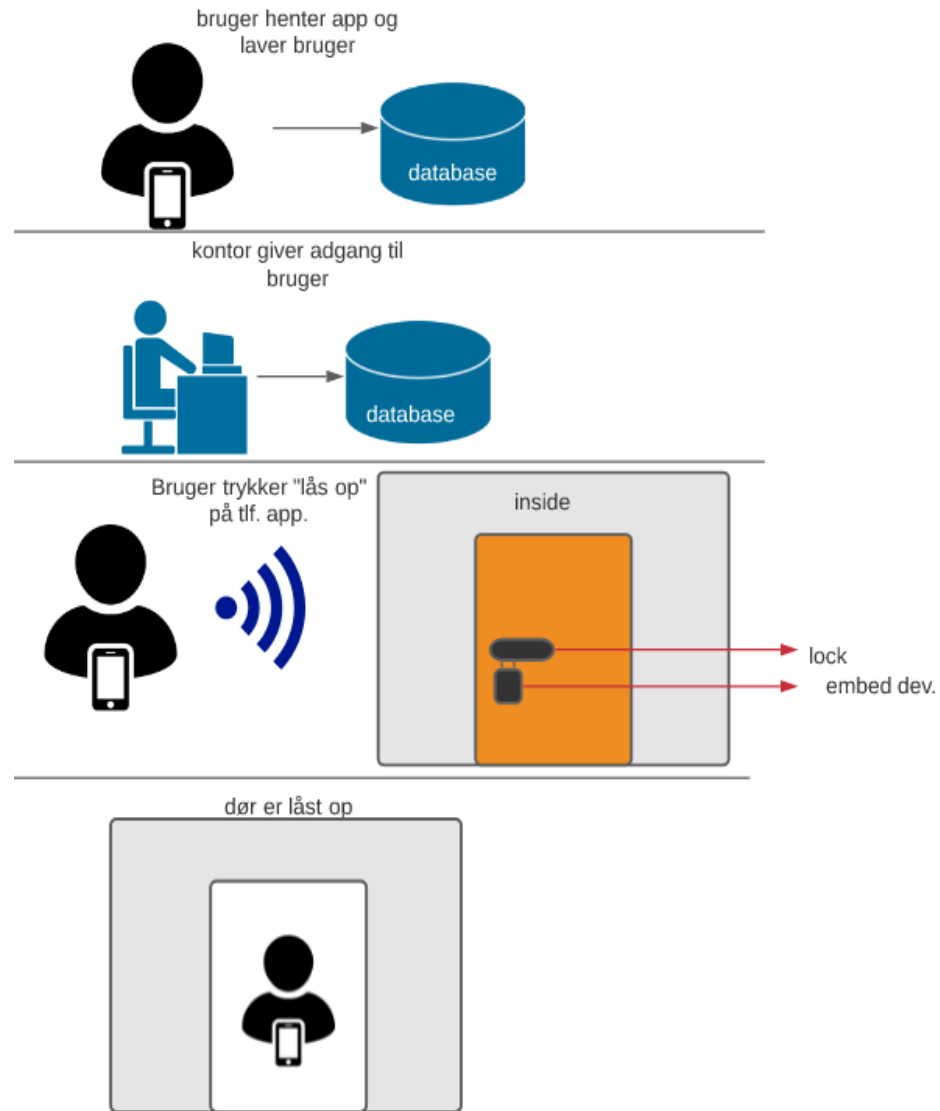 bruger henter app og
laver bruger
database
kontor giver adgang til
bruger
database
Bruger trykker "lås op"
på tlf. app.
inside
lock
embed dev.
dør er låst op